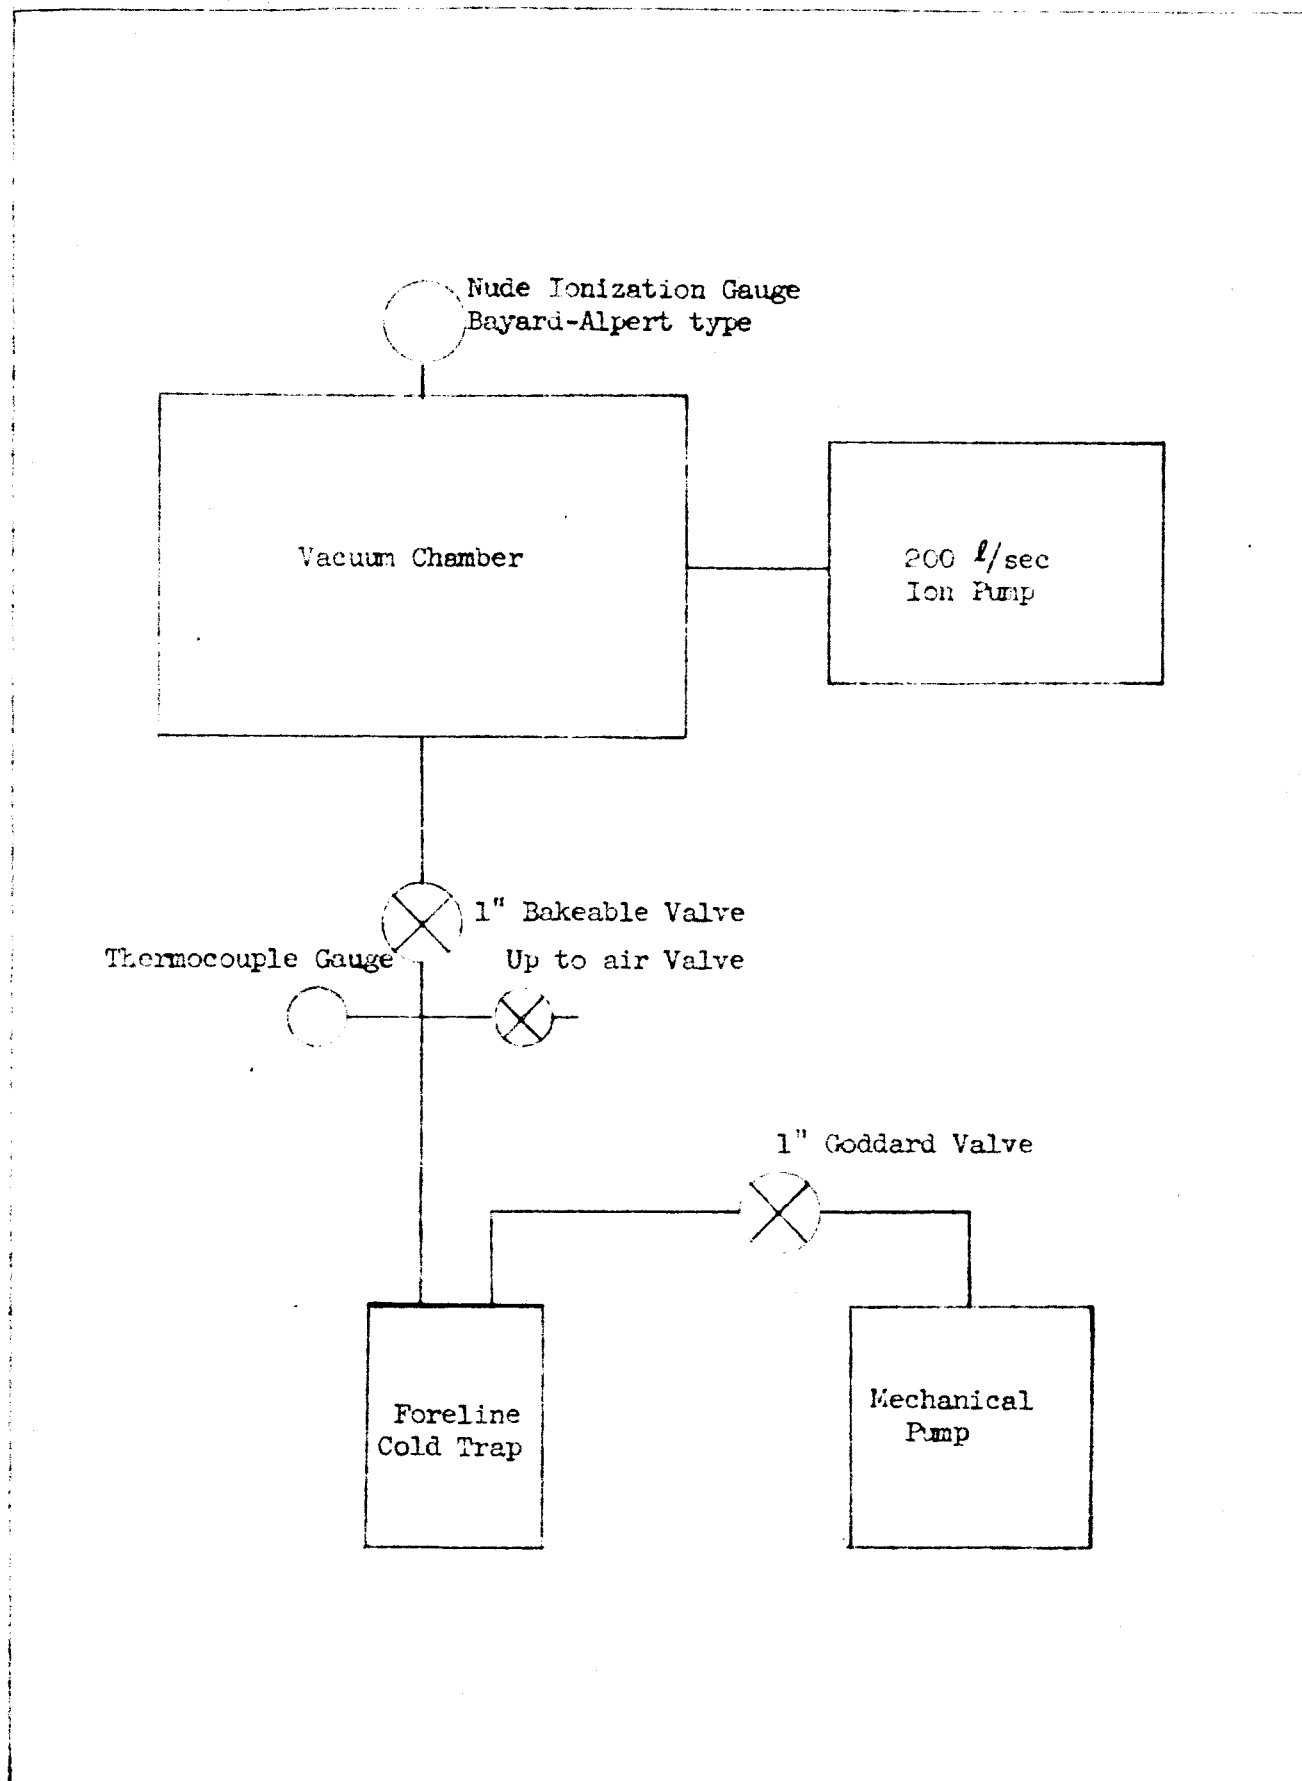 Nude Ionization Gauge
Bayard-Alpert type
Vacuum Chamber
200 ℓ/sec
Ion Pump
1" Bakeable Valve
Thermocouple Gauge
Up to air Valve
1" Goddard Valve
Foreline
Cold Trap
Mechanical
Pump